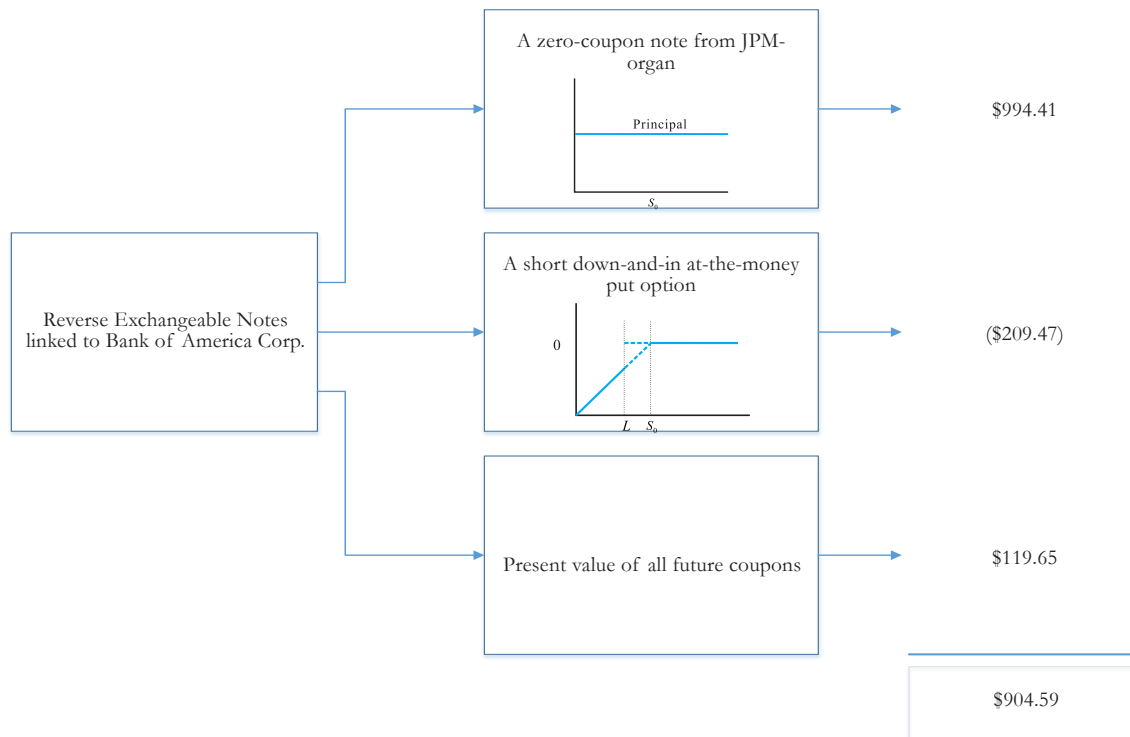 A zero-coupon note from JPM-
organ
Principal
S₀
$994.41
Reverse Exchangeable Notes
linked to Bank of America Corp.
A short down-and-in at-the-money
put option
0
L S₀
($209.47)
Present value of all future coupons
$119.65
$904.59